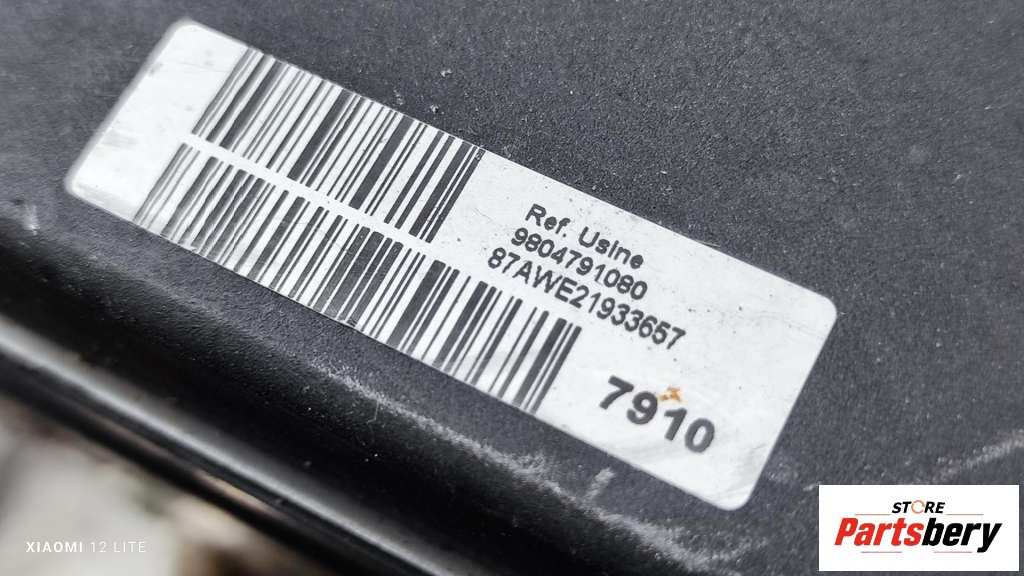 Ref. Usine
9804791080
87AWE21933657
7910
XIAOMI 12 LITE
STORE
Partsbery